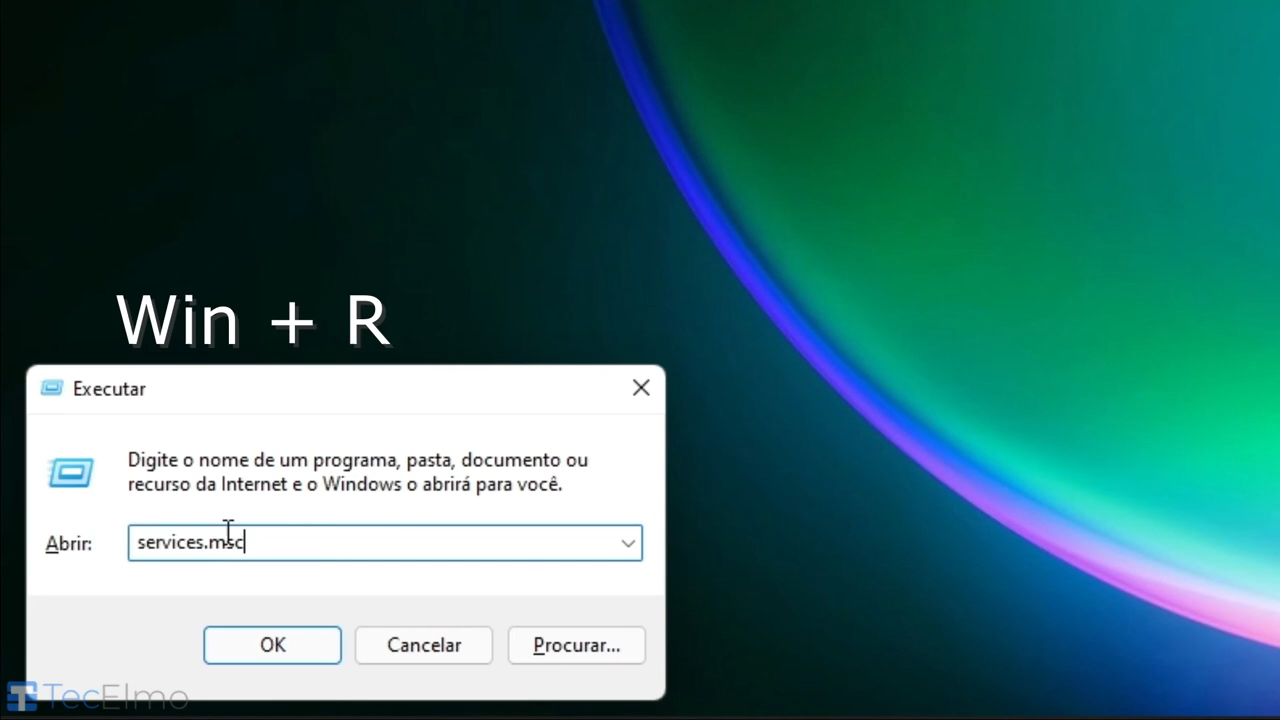 Win + R
Executar
Digite o nome de um programa, pasta, documento ou
recurso da Internet e o Windows o abrirá para você.
Abrir:
services.msc
OK
Cancelar
Procurar...
TecElmo